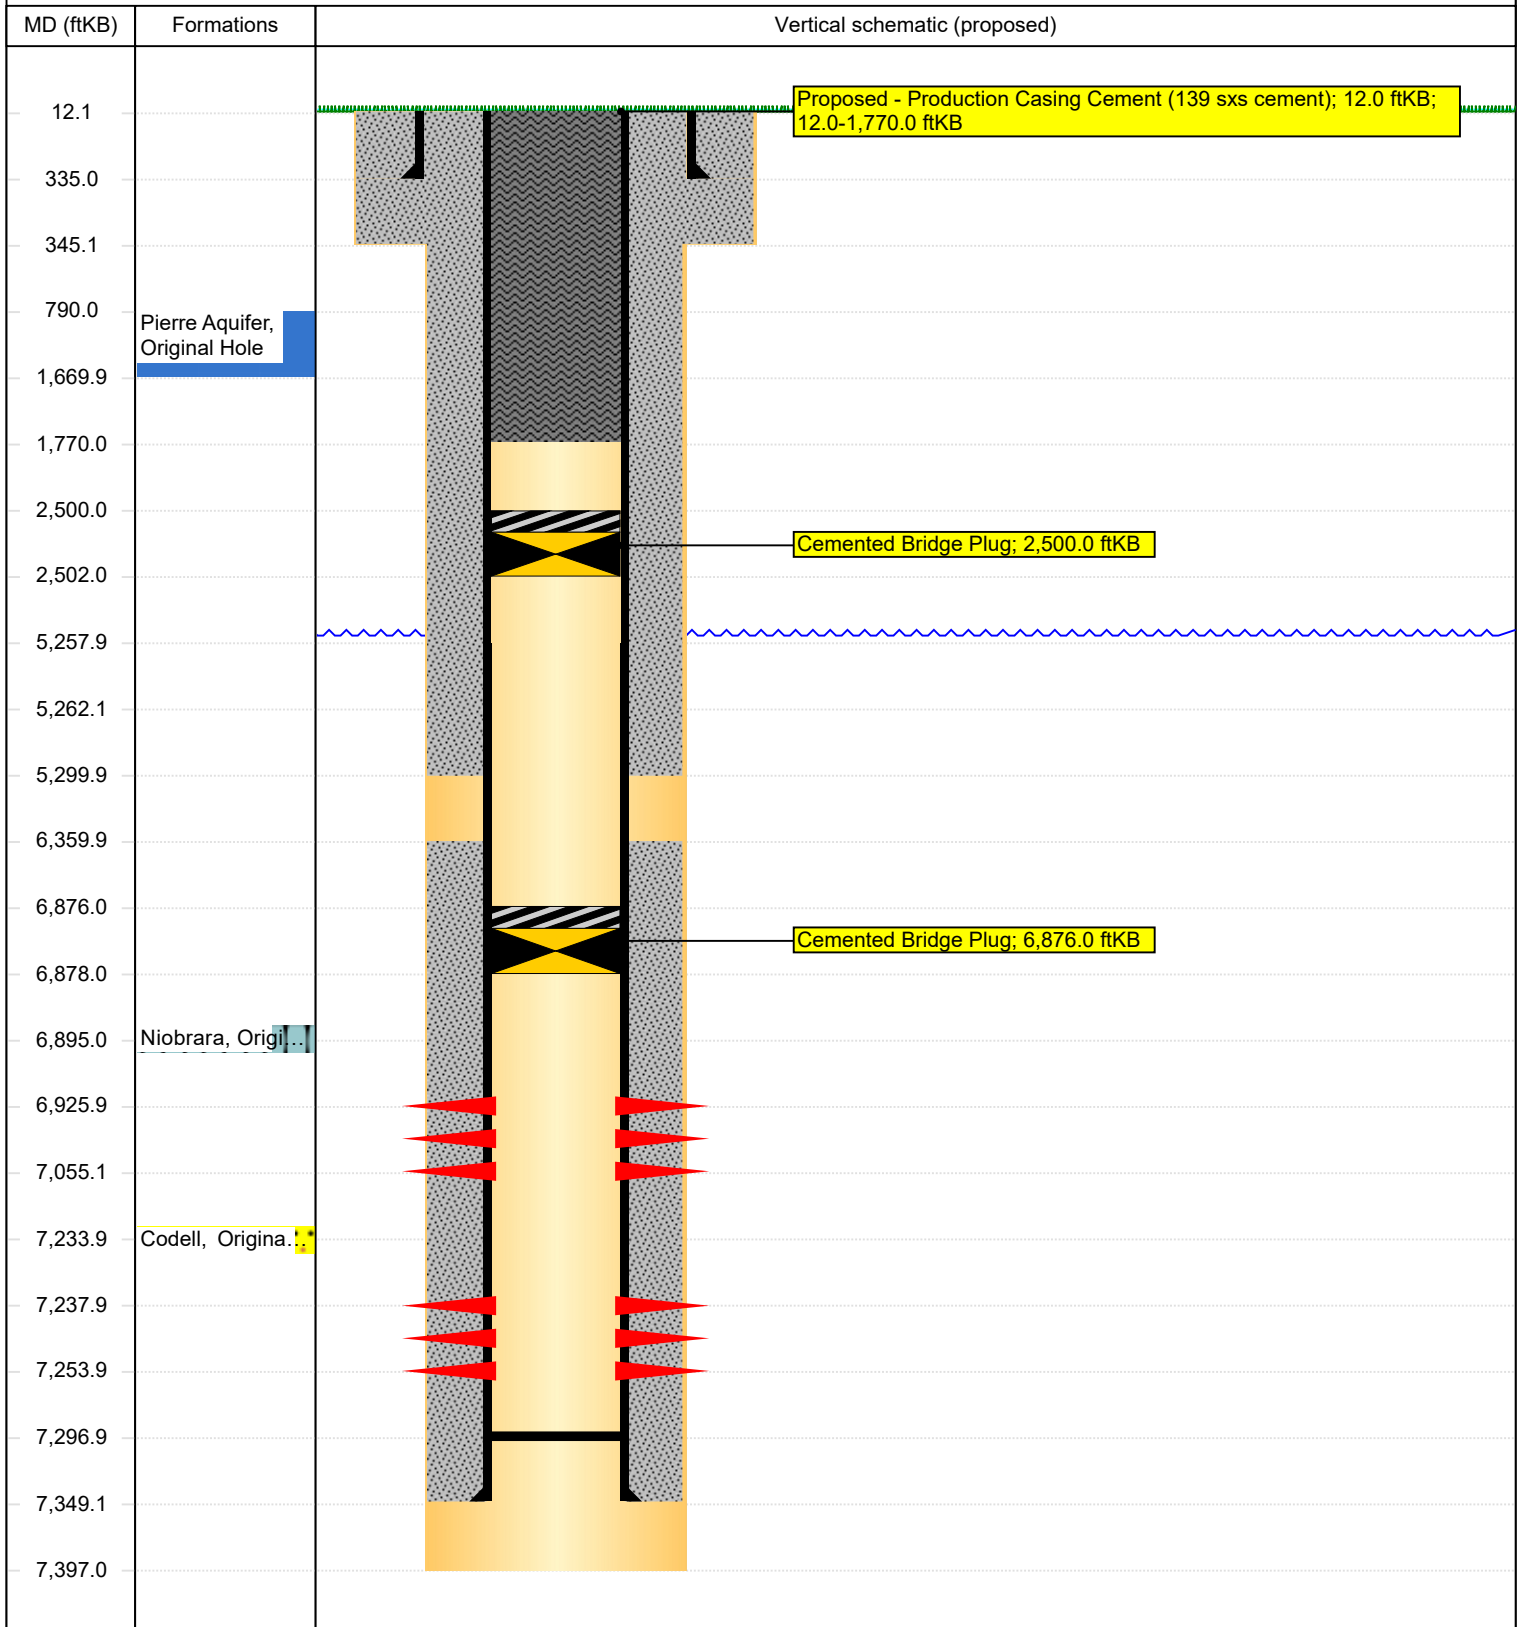 MD (ftKB)
Formations
Vertical schematic (proposed)
12.1
Proposed - Production Casing Cement (139 sxs cement); 12.0 ftKB;
12.0-1,770.0 ftKB
335.0
345.1
790.0
Pierre Aquifer,
Original Hole
1,669.9
1,770.0
2,500.0
Cemented Bridge Plug; 2,500.0 ftKB
2,502.0
5,257.9
5,262.1
5,299.9
6,359.9
6,876.0
Cemented Bridge Plug; 6,876.0 ftKB
6,878.0
6,895.0
Niobrara, Origi...
6,925.9
7,055.1
7,233.9
Codell, Origina...
7,237.9
7,253.9
7,296.9
7,349.1
7,397.0